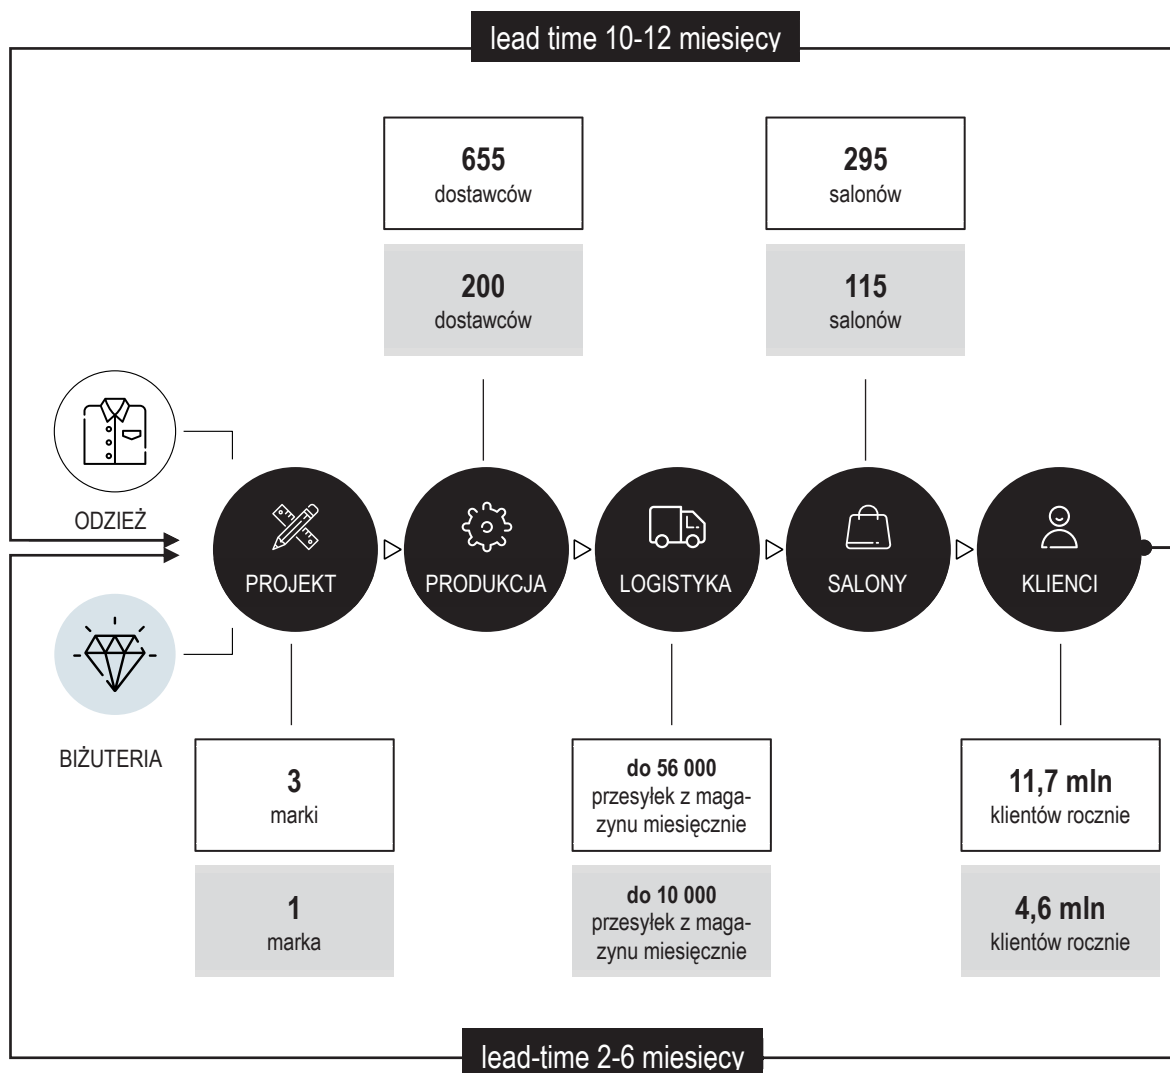 lead time 10-12 miesięcy
655
dostawców
295
salonów
200
dostawców
115
salonów
ODZIEŻ
PROJEKT
PRODUKCJA
LOGISTYKA
SALONY
KLIENCI
BIŻUTERIA
3
marki
do 56 000
przesyłek z maga-
zynu miesięcznie
11,7 mln
klientów rocznie
1
marka
do 10 000
przesyłek z maga-
zynu miesięcznie
4,6 mln
klientów rocznie
lead-time 2-6 miesięcy